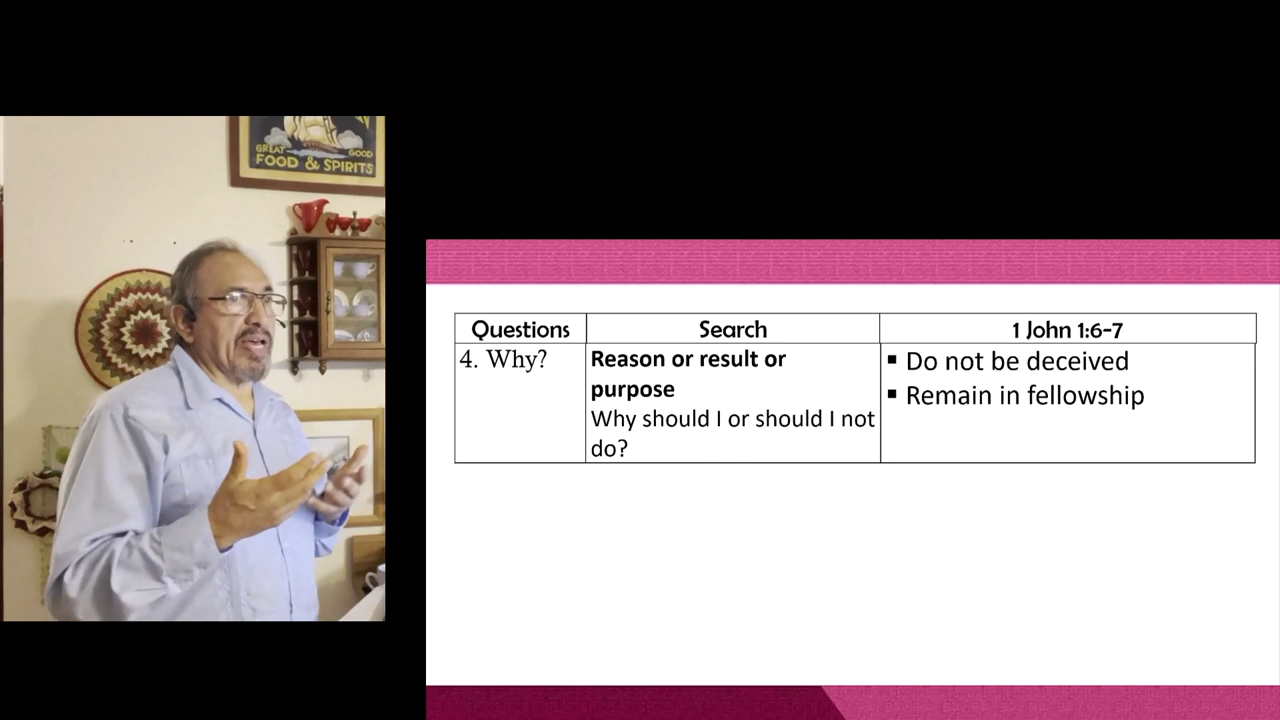 GREAT GOOD
FOOD & SPIRITS
Questions Search 1 John 1:6-7
4. Why? Reason or result or ▪ Do not be deceived
purpose ▪ Remain in fellowship
Why should I or should I not
do?